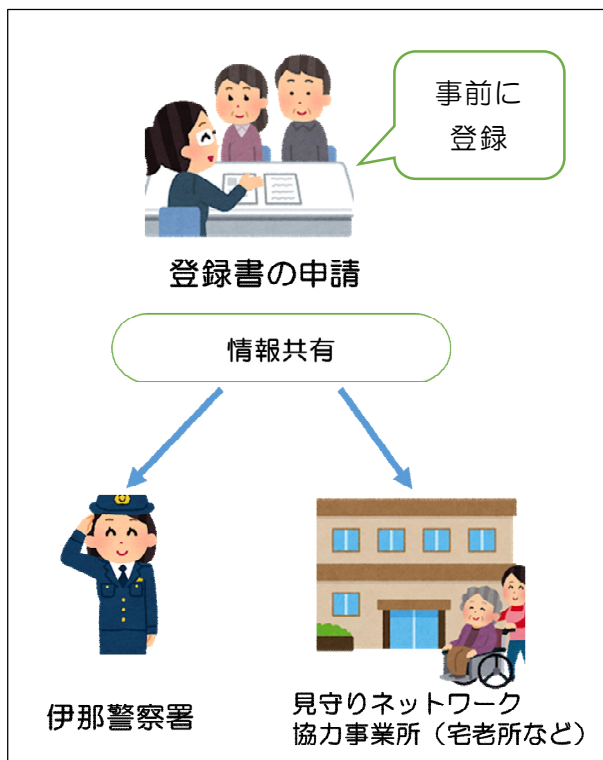 事前に
登録
登録書の申請
情報共有
伊那警察署
見守りネットワーク
協力事業所（宅老所など）